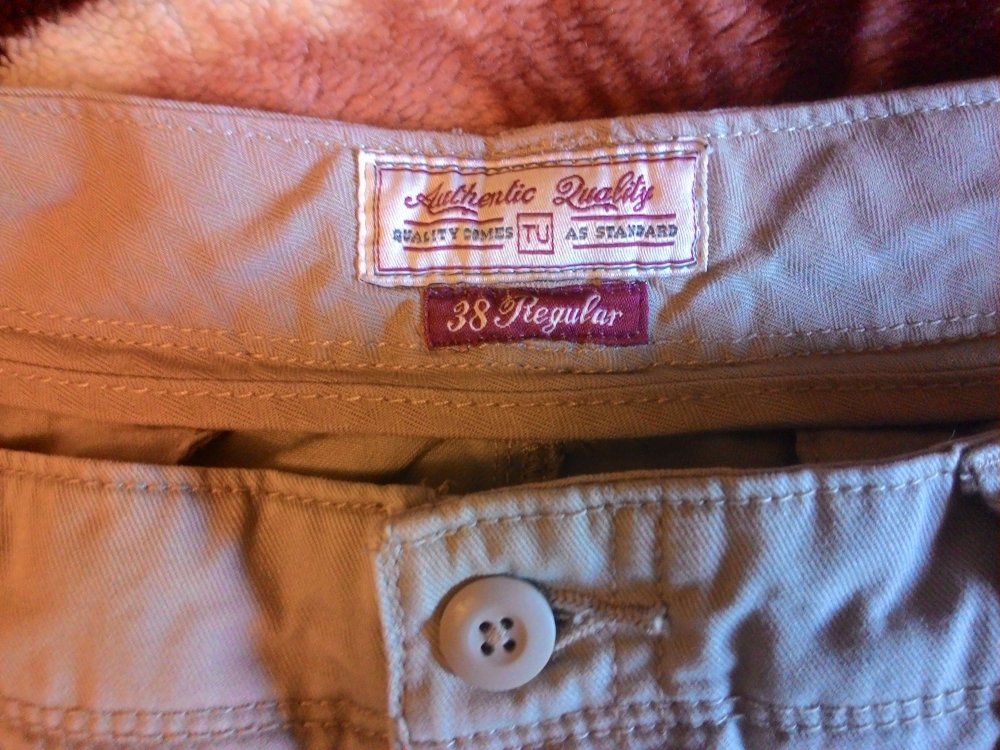 Authentic Quality
QUALITY COMES TU AS STANDARD
38 Regular